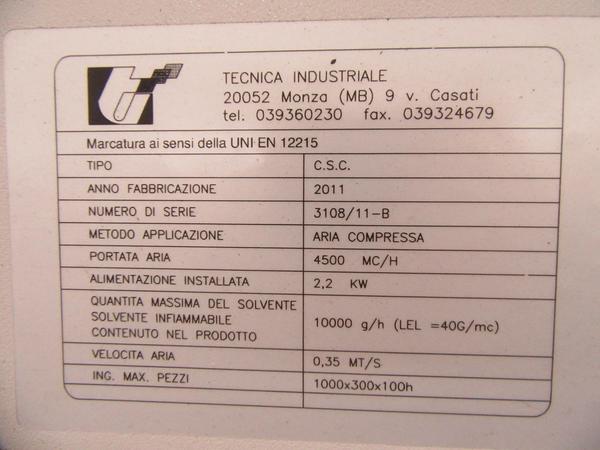 TECNICA INDUSTRIALE
20052 Monza (MB) 9 v. Casati
tel. 039360230 fax. 039324679
Marcatura ai sensi della UNI EN 12215
TIPO C.S.C.
ANNO FABBRICAZIONE 2011
NUMERO DI SERIE 3108/11-B
METODO APPLICAZIONE ARIA COMPRESSA
PORTATA ARIA 4500 MC/H
ALIMENTAZIONE INSTALLATA 2,2 KW
QUANTITA MASSIMA DEL SOLVENTE
SOLVENTE INFIAMMABILE
CONTENUTO NEL PRODOTTO
10000 g/h (LEL =40G/mc)
VELOCITA ARIA 0,35 MT/S
ING. MAX. PEZZI 1000x300x100h